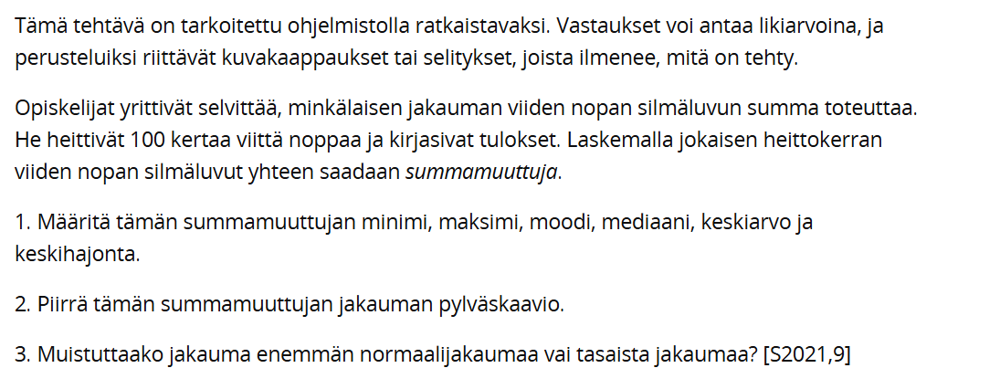 Tämä tehtävä on tarkoitettu ohjelmistolla ratkaistavaksi. Vastaukset voi antaa likiarvoina, ja
perusteluiksi riittävät kuvakaappaukset tai selitykset, joista ilmenee, mitä on tehty.
Opiskelijat yrittivät selvittää, minkälaisen jakauman viiden nopan silmäluvun summa toteuttaa.
He heittivät 100 kertaa viittä noppaa ja kirjasivat tulokset. Laskemalla jokaisen heittokerran
viiden nopan silmäluvut yhteen saadaan summamuuttuja.
1. Määritä tämän summamuuttujan minimi, maksimi, moodi, mediaani, keskiarvo ja
keskihajonta.
2. Piirrä tämän summamuuttujan jakauman pylväskaavio.
3. Muistuttaako jakauma enemmän normaalijakaumaa vai tasaista jakaumaa? [S2021,9]